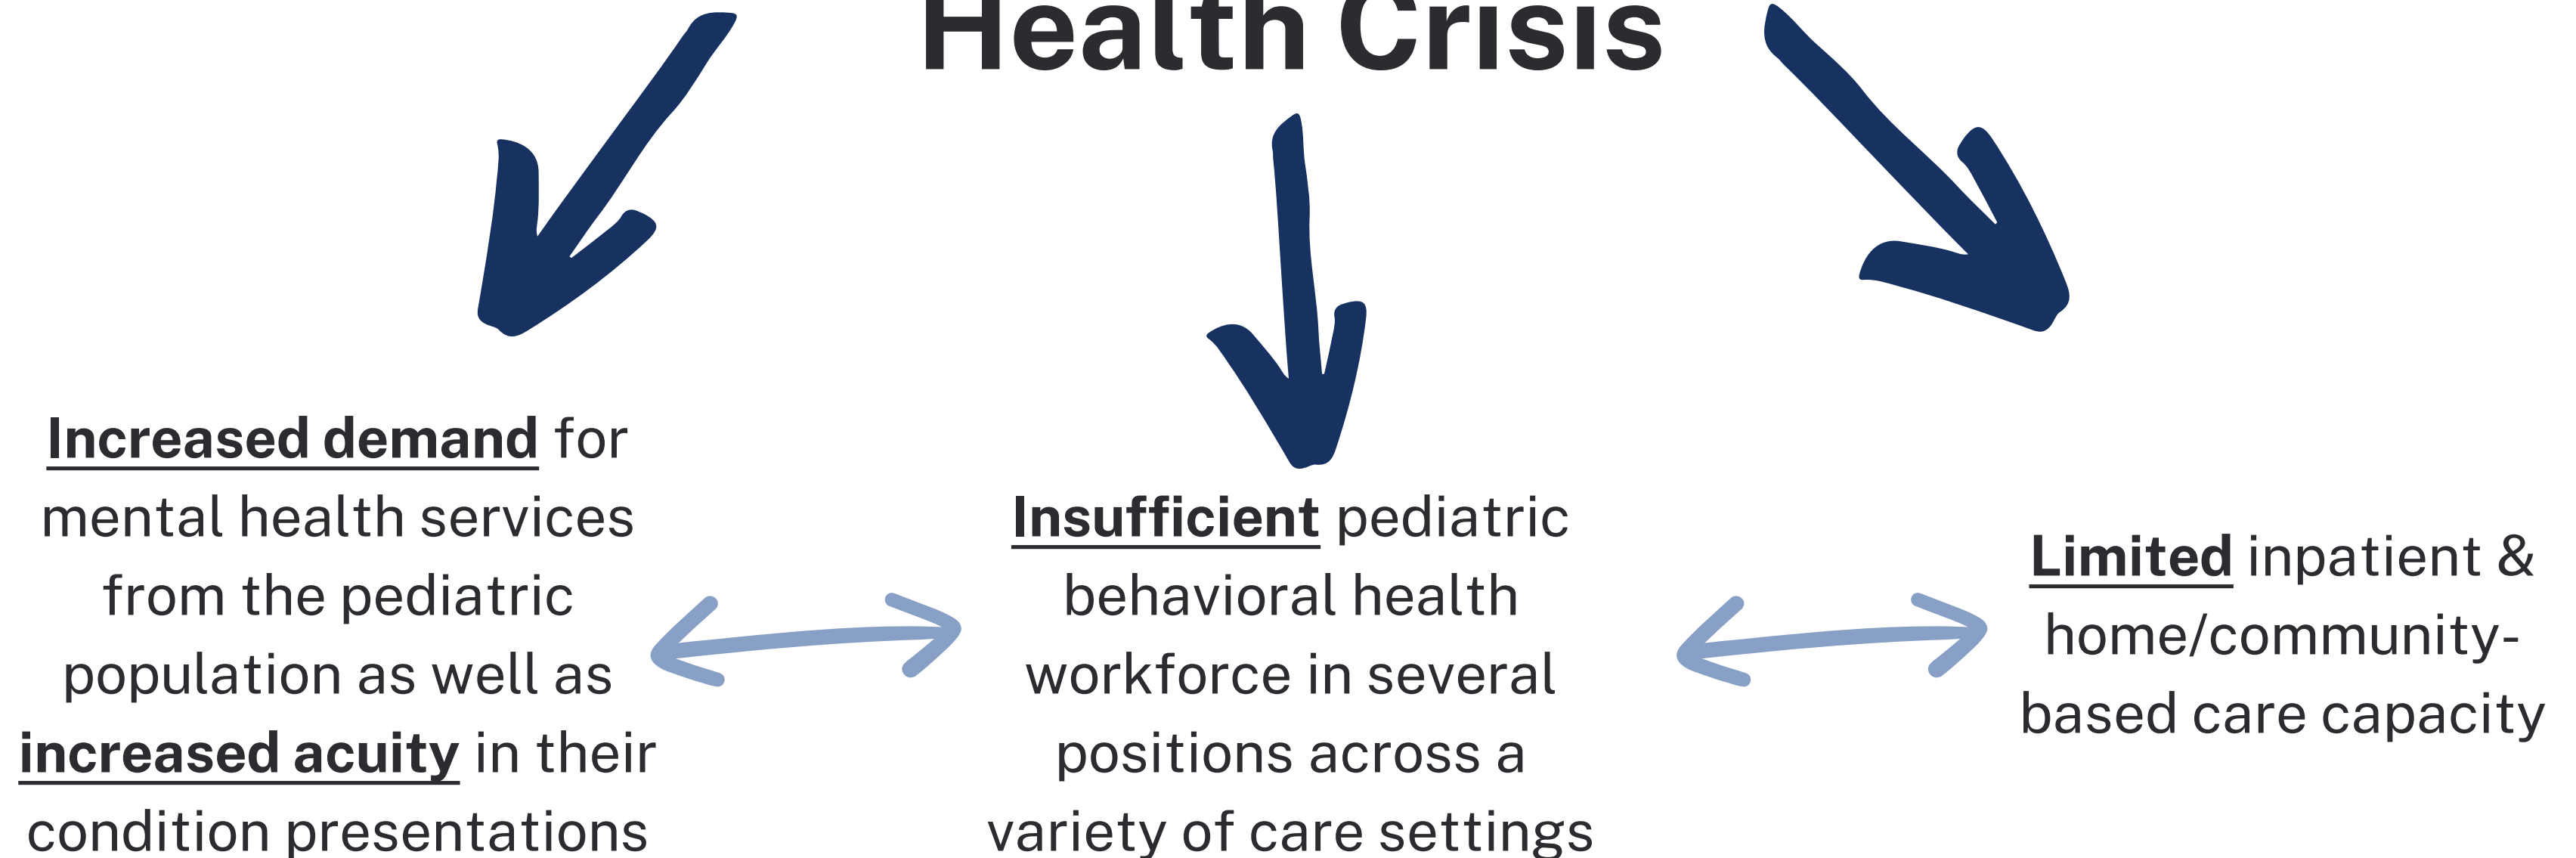 Health Crisis
Increased demand for
mental health services
from the pediatric
population as well as
increased acuity in their
condition presentations
Insufficient pediatric
behavioral health
workforce in several
positions across a
variety of care settings
Limited inpatient &
home/community-
based care capacity